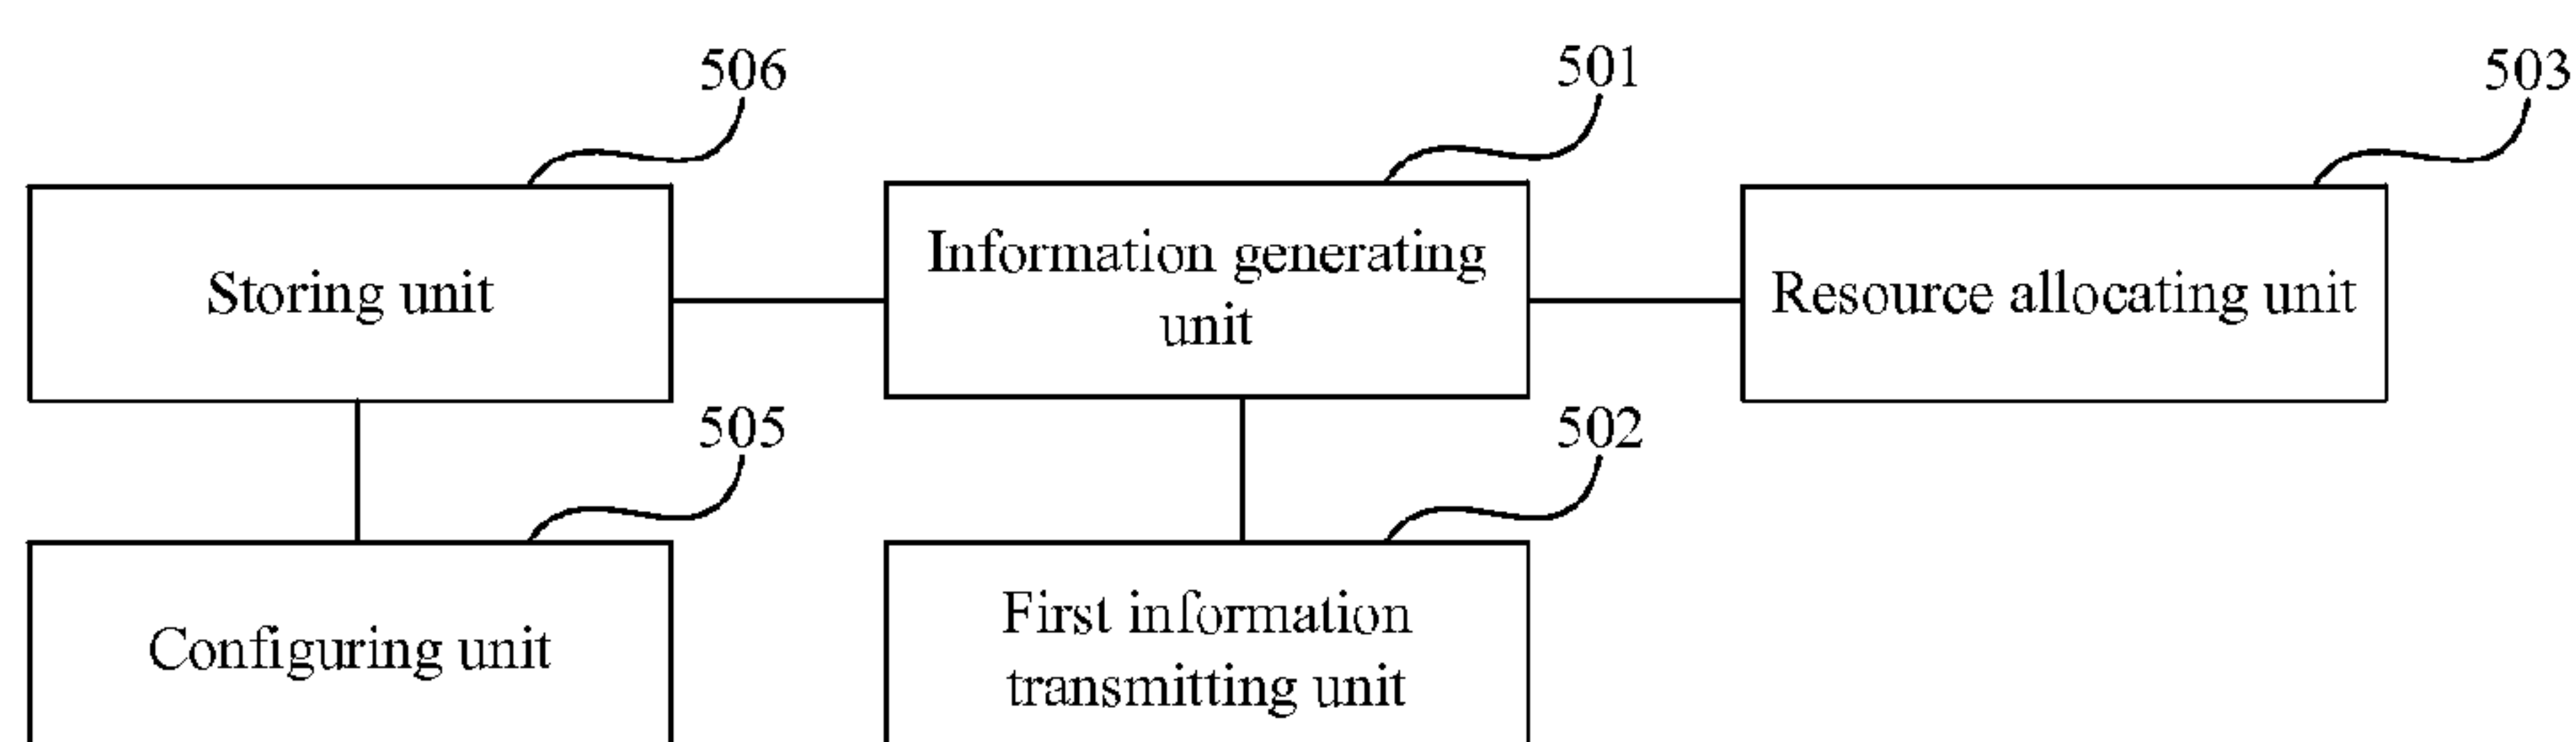 506
501
503
Storing unit
Information generating
unit
Resource allocating unit
505
502
Configuring unit
First information
transmitting unit